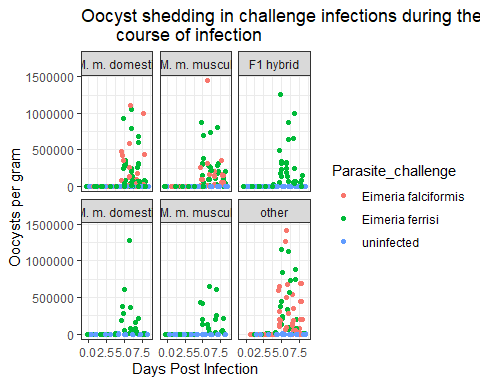 Oocyst shedding in challenge infections during the
course of infection
M. m. domest
M. m. muscul
F1 hybrid
1500000
1000000
500000
0
M. m. domest
M. m. muscul
other
1500000
1000000
500000
0
0.02.55.07.5
0.02.55.07.5
0.02.55.07.5
Oocysts per gram
Days Post Infection
Parasite_challenge
Eimeria falciformis
Eimeria ferrisi
uninfected